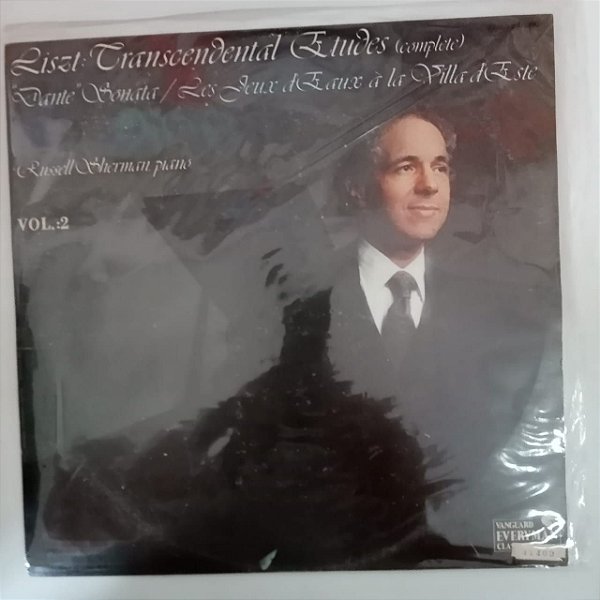 Liszt: Transcendental Etudes (complete)
"Dante" Sonata / Les Jeux d'Eaux à la Villa d'Este
Russell Sherman, piano
VOL.:2
VANGUARD
EVERYMAN